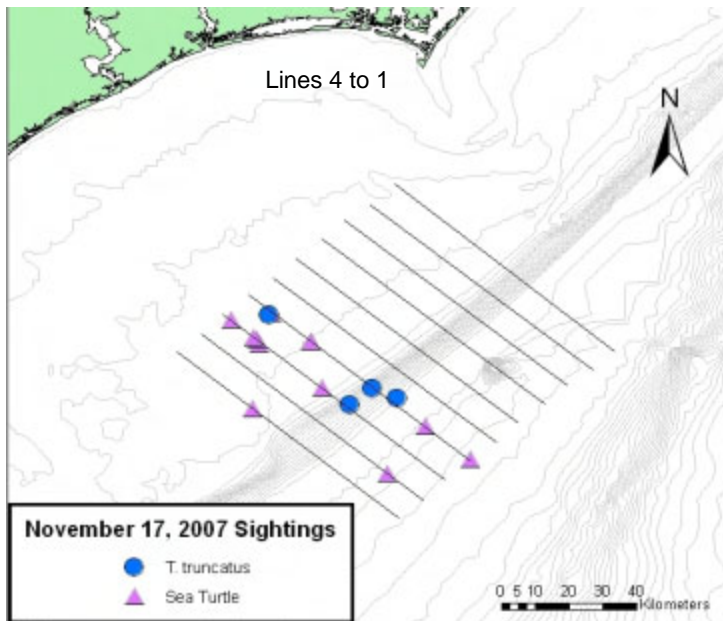 Lines 4 to 1
N
November 17, 2007 Sightings
T. truncatus
Sea Turtle
0 5 10 20 30 40
Kilometers